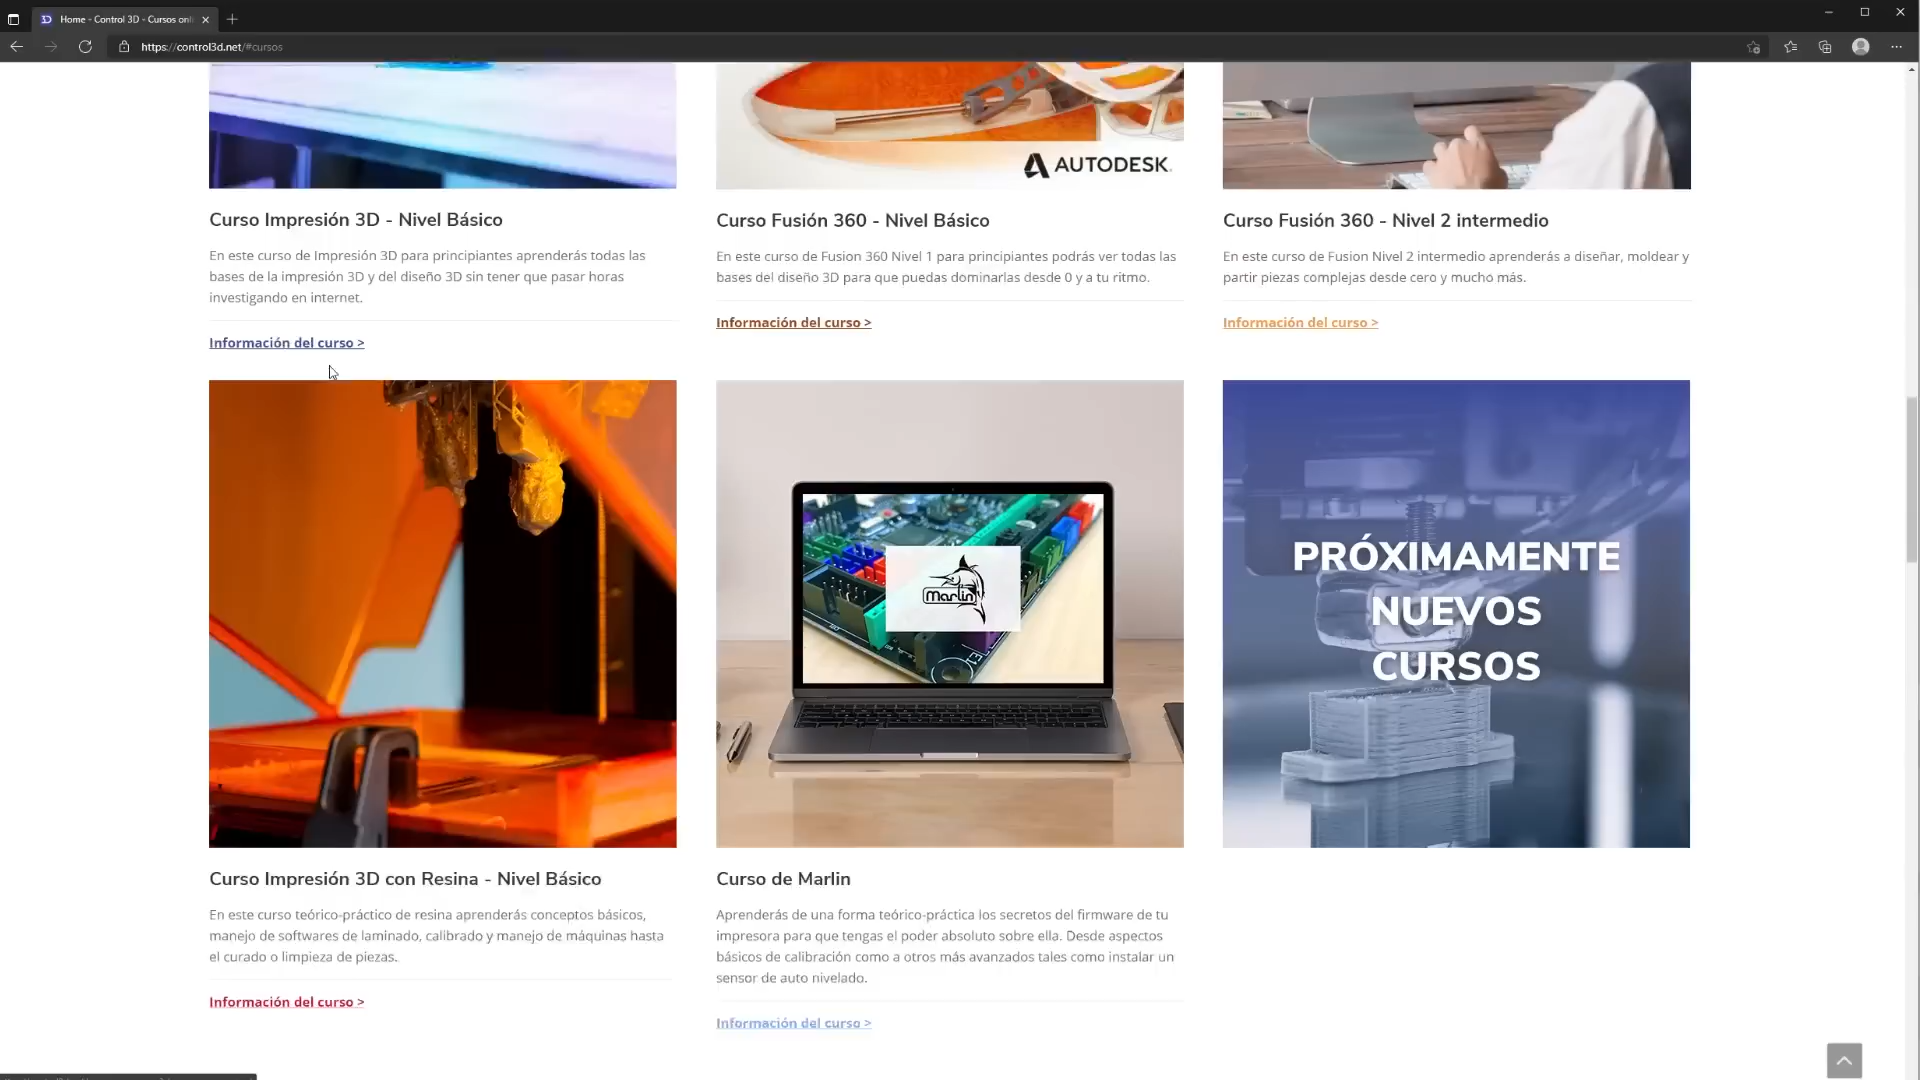 Home - Control 3D - Cursos onl
https://control3d.net/#cursos
AUTODESK.
Curso Impresión 3D - Nivel Básico
En este curso de Impresión 3D para principiantes aprenderás todas las
bases de la impresión 3D y del diseño 3D sin tener que pasar horas
investigando en internet.
Información del curso >
Curso Fusión 360 - Nivel Básico
En este curso de Fusion 360 Nivel 1 para principiantes podrás ver todas las
bases del diseño 3D para que puedas dominarlas desde 0 y a tu ritmo.
Información del curso >
Curso Fusión 360 - Nivel 2 intermedio
En este curso de Fusion Nivel 2 intermedio aprenderás a diseñar, moldear y
partir piezas complejas desde cero y mucho más.
Información del curso >
Marlin
E1
PRÓXIMAMENTE
NUEVOS
CURSOS
Curso Impresión 3D con Resina - Nivel Básico
En este curso teórico-práctico de resina aprenderás conceptos básicos,
manejo de softwares de laminado, calibrado y manejo de máquinas hasta
el curado o limpieza de piezas.
Información del curso >
Curso de Marlin
Aprenderás de una forma teórico-práctica los secretos del firmware de tu
impresora para que tengas el poder absoluto sobre ella. Desde aspectos
básicos de calibración como a otros más avanzados tales como instalar un
sensor de auto nivelado.
Información del curso >